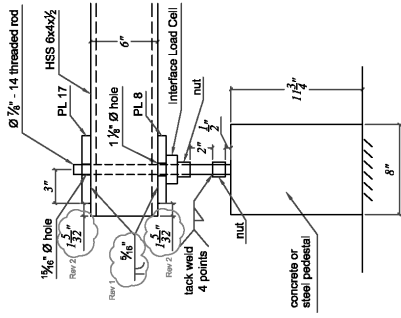 Ø 7/8" - 14 threaded rod
HSS 6x4x1/2
PL 17
6"
15/16" Ø hole
3"
1 5/32"
Rev 2
5/16"
Rev 1
1 5/32"
Rev 2
1 1/8" Ø hole
PL 8
Interface Load Cell
nut
2"
1/2"
tack weld
4 points
nut
11 3/4"
8"
concrete or
steel pedestal